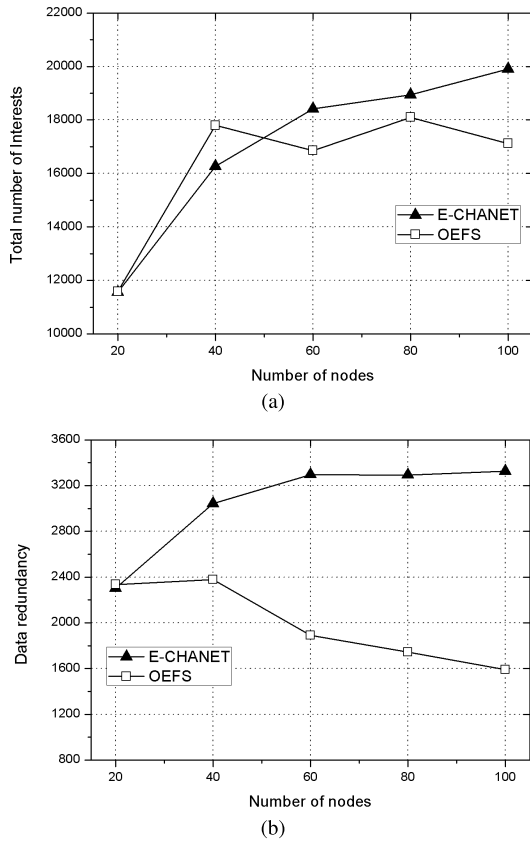 22000
20000
18000
16000
14000
12000
10000
Total number of Interests
E-CHANET
OEFS
20 40 60 80 100
Number of nodes
(a)
3600
3200
2800
2400
2000
1600
1200
800
Data redundancy
E-CHANET
OEFS
20 40 60 80 100
Number of nodes
(b)